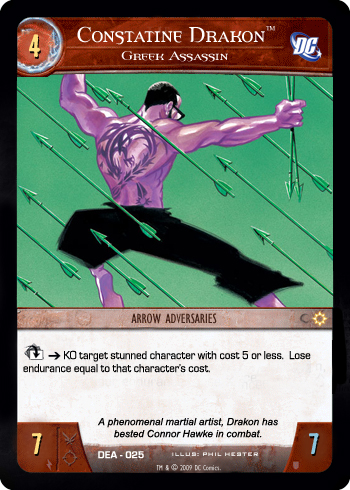 4
CONSTATINE DRAKON™
GREEK ASSASSIN
DC
ARROW ADVERSARIES
→ KO target stunned character with cost 5 or less. Lose
endurance equal to that character's cost.
A phenomenal martial artist, Drakon has
bested Connor Hawke in combat.
7
DEA - 025
ILLUS: PHIL HESTER
7
TM & © 2009 DC Comics.